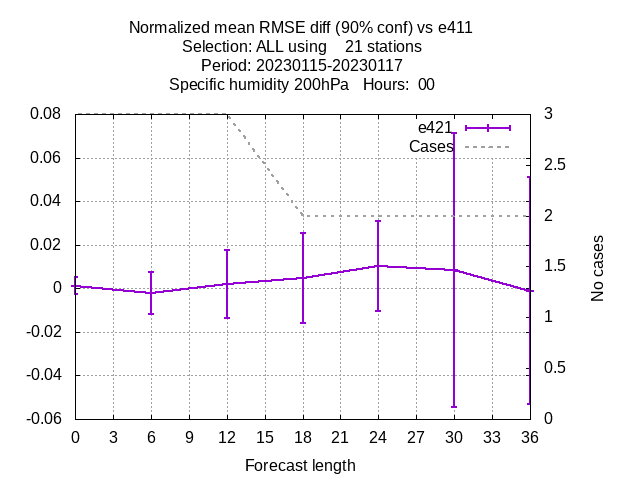 Normalized mean RMSE diff (90% conf) vs e411
Selection: ALL using    21 stations
Period: 20230115-20230117
Specific humidity 200hPa   Hours:  00
e421
Cases
0.08
0.06
0.04
0.02
0
-0.02
-0.04
-0.06
3
2.5
2
1.5
1
0.5
0
No cases
0 3 6 9 12 15 18 21 24 27 30 33 36
Forecast length